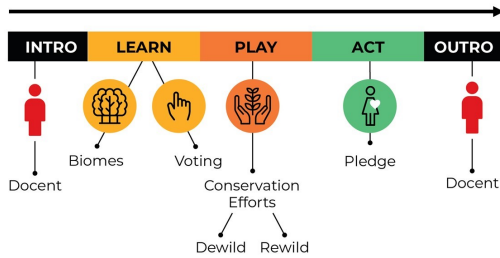 INTRO
LEARN
PLAY
ACT
OUTRO
Biomes
Voting
Pledge
Docent
Conservation
Efforts
Docent
Dewild
Rewild